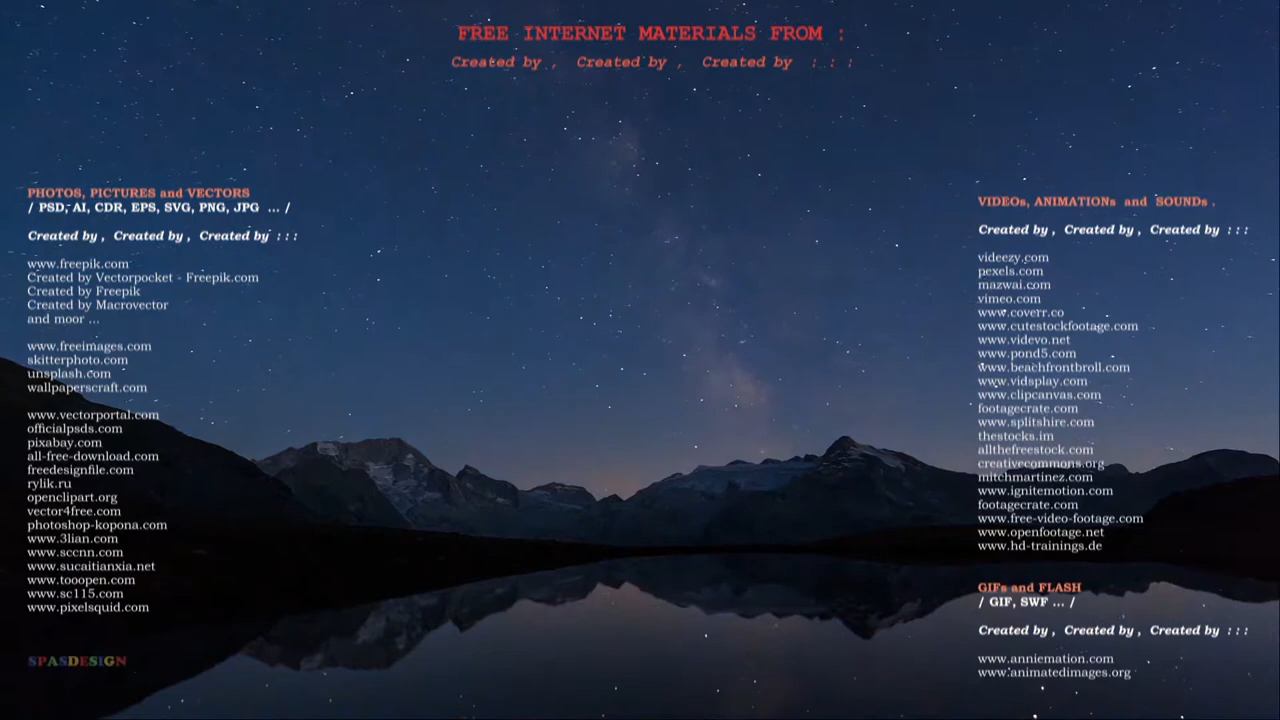 FREE INTERNET MATERIALS FROM :
Created by , Created by , Created by : : :
PHOTOS, PICTURES and VECTORS
/ PSD, AI, CDR, EPS, SVG, PNG, JPG ... /
Created by , Created by , Created by : : :
www.freepik.com
Created by Vectorpocket - Freepik.com
Created by Freepik
Created by Macrovector
and moor ...
www.freeimages.com
skitterphoto.com
unsplash.com
wallpaperscraft.com
www.vectorportal.com
officialpsds.com
pixabay.com
all-free-download.com
freedesignfile.com
rylik.ru
openclipart.org
vector4free.com
photoshop-kopona.com
www.3lian.com
www.sccnn.com
www.sucaitianxia.net
www.tooopen.com
www.sc115.com
www.pixelsquid.com
SPASDESIGN
VIDEOs, ANIMATIONs and SOUNDs .
Created by , Created by , Created by : : :
videezy.com
pexels.com
mazwai.com
vimeo.com
www.coverr.co
www.cutestockfootage.com
www.videvo.net
www.pond5.com
www.beachfrontbroll.com
www.vidsplay.com
www.clipcanvas.com
footagecrate.com
www.splitshire.com
thestocks.im
allthefreestock.com
creativecommons.org
mitchmartinez.com
www.ignitemotion.com
footagecrate.com
www.free-video-footage.com
www.openfootage.net
www.hd-trainings.de
GIFs and FLASH
/ GIF, SWF ... /
Created by , Created by , Created by : : :
www.anniemation.com
www.animatedimages.org